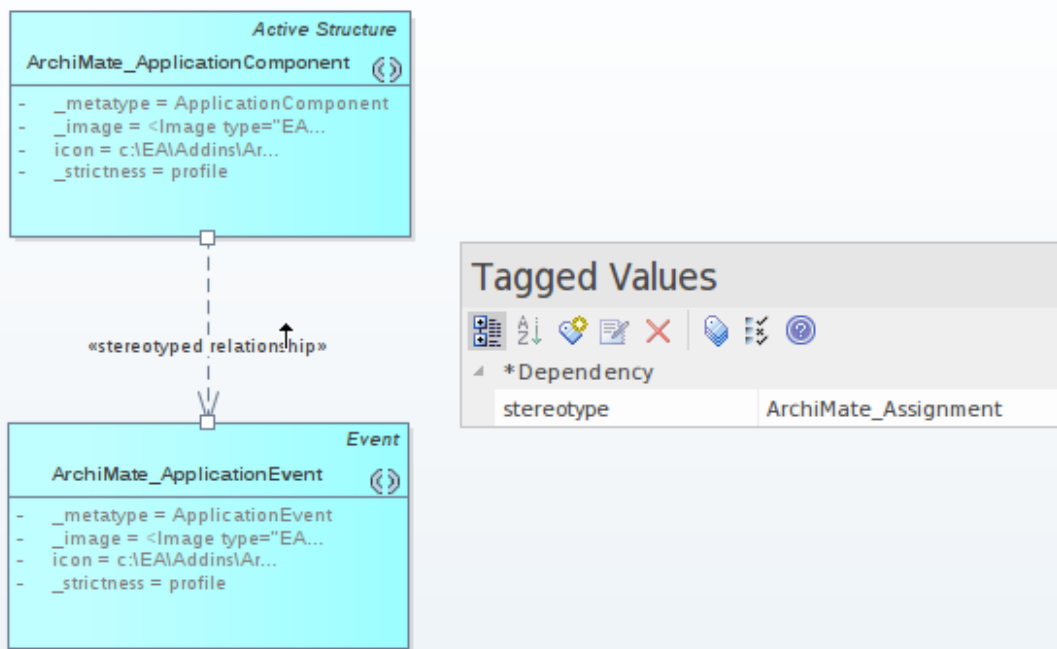 Active Structure
ArchiMate_ApplicationComponent
- _metatype = ApplicationComponent
- _image = <Image type="EA...
- icon = c:\EA\Addins\Ar...
- _strictness = profile
«stereotyped relationship»
Event
ArchiMate_ApplicationEvent
- _metatype = ApplicationEvent
- _image = <Image type="EA...
- icon = c:\EA\Addins\Ar...
- _strictness = profile
Tagged Values
*Dependency
stereotype ArchiMate_Assignment